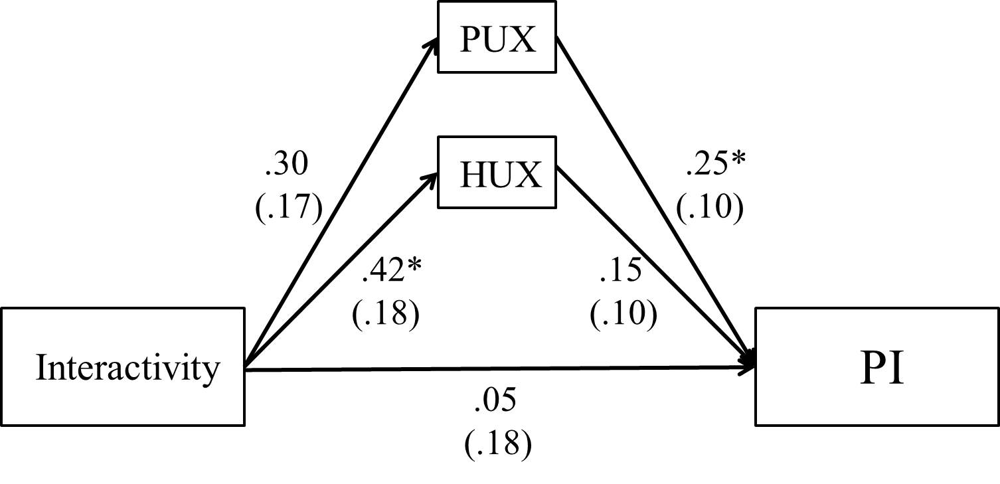 PUX
HUX
.30
(.17)
.25*
(.10)
.42*
(.18)
.15
(.10)
Interactivity
PI
.05
(.18)